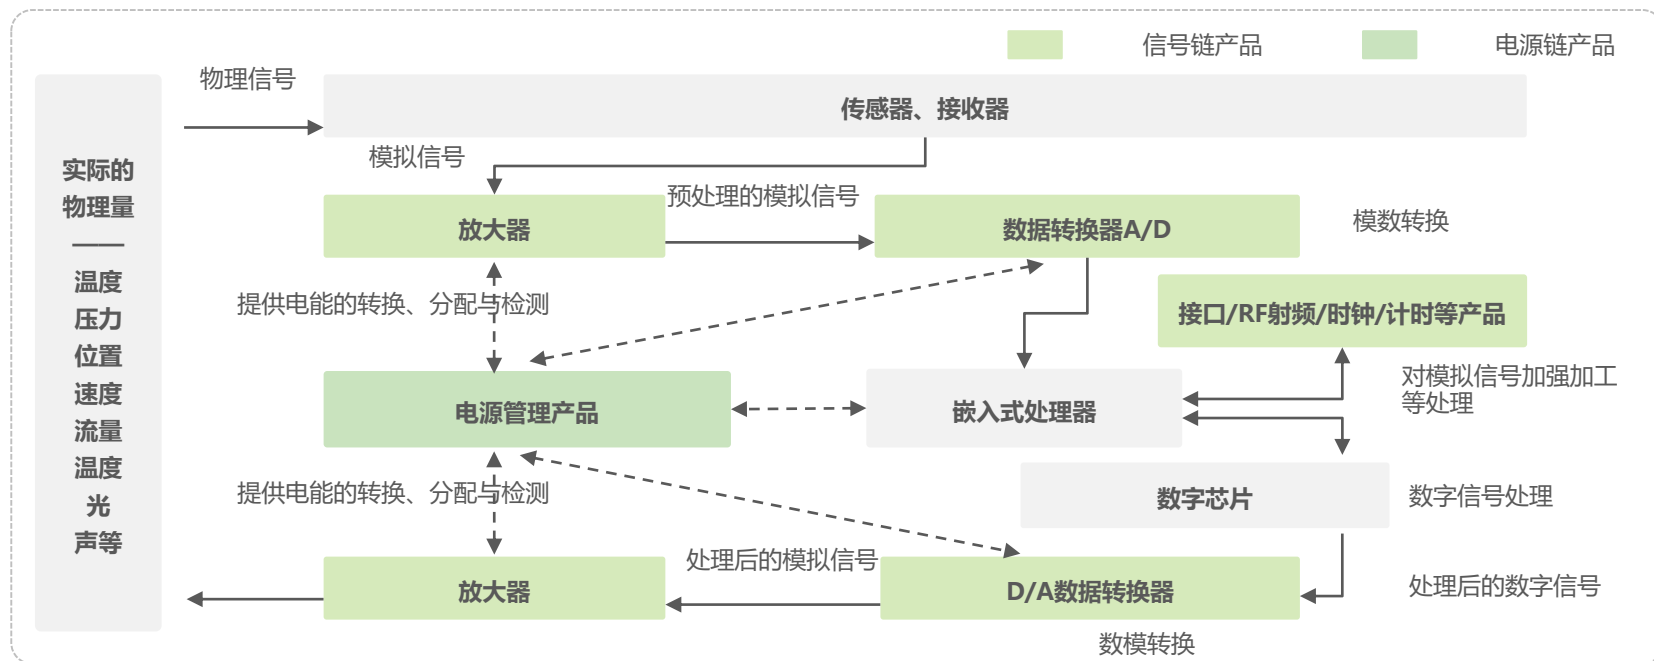 信号链产品
电源链产品
物理信号
传感器、接收器
实际的
物理量
——
温度
压力
位置
速度
流量
温度
光
声等
模拟信号
放大器
预处理的模拟信号
数据转换器A/D
模数转换
提供电能的转换、分配与检测
接口/RF射频/时钟/计时等产品
电源管理产品
嵌入式处理器
对模拟信号加强加工
等处理
提供电能的转换、分配与检测
数字芯片
数字信号处理
放大器
处理后的模拟信号
D/A数据转换器
处理后的数字信号
数模转换